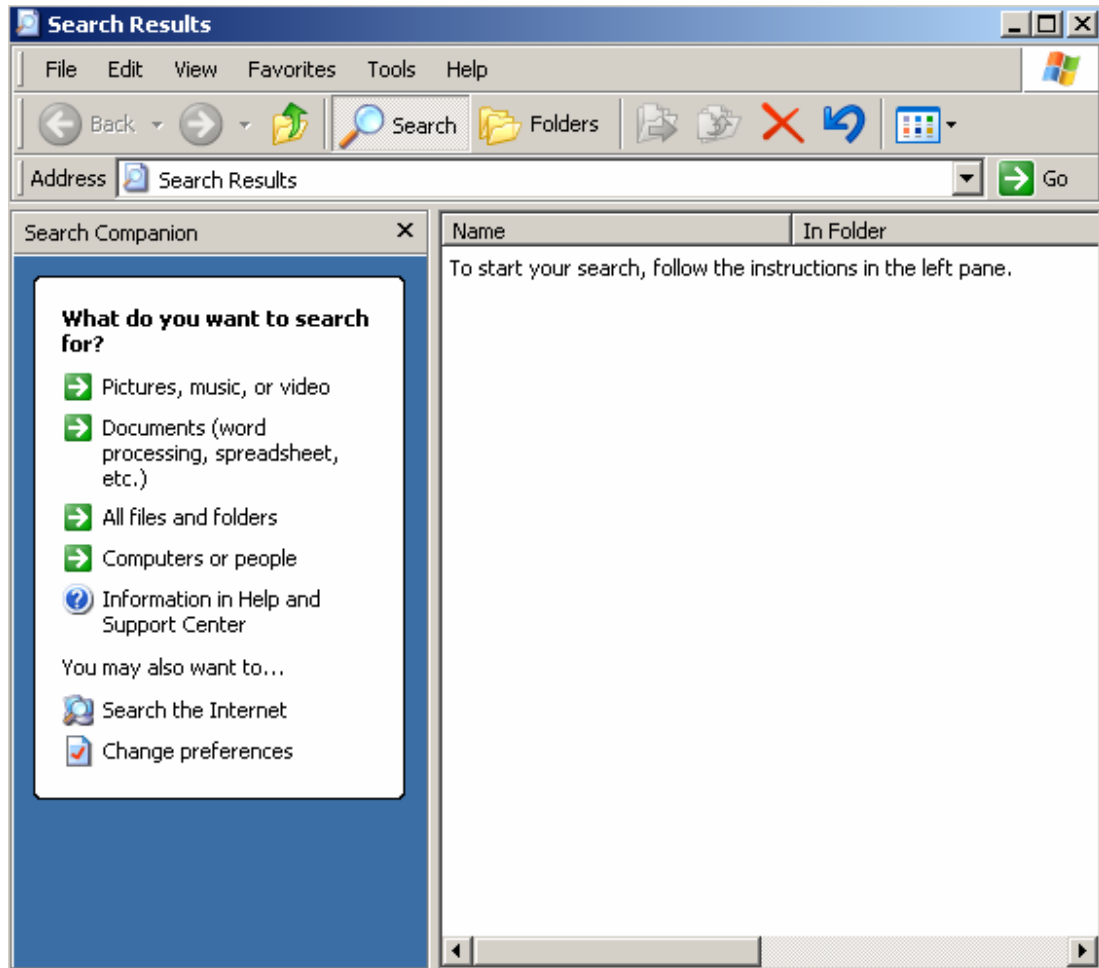 Search Results
File Edit View Favorites Tools Help
Back Search Folders
Address Search Results Go
Search Companion
Name In Folder
To start your search, follow the instructions in the left pane.
What do you want to search
for?
Pictures, music, or video
Documents (word
processing, spreadsheet,
etc.)
All files and folders
Computers or people
Information in Help and
Support Center
You may also want to...
Search the Internet
Change preferences